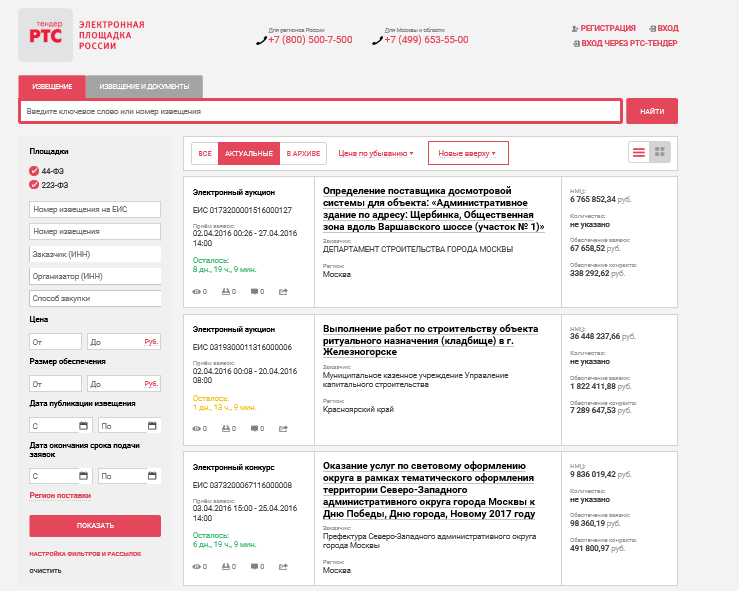 тендер
РТС
ЭЛЕКТРОННАЯ
ПЛОЩАДКА
РОССИИ
Для регионов России
+7 (800) 500-7-500
Для Москвы и области
+7 (499) 653-55-00
РЕГИСТРАЦИЯ
ВХОД
ВХОД ЧЕРЕЗ РТС-ТЕНДЕР
ИЗВЕЩЕНИЕ
ИЗВЕЩЕНИЕ И ДОКУМЕНТЫ
Введите ключевое слово или номер извещения
НАЙТИ
Площадки
44-ФЗ
223-ФЗ
Номер извещения на ЕИС
Номер извещения
Заказчик (ИНН)
Организатор (ИНН)
Способ закупки
Цена
От
До
Руб.
Размер обеспечения
От
До
Руб.
Дата публикации извещения
С
По
Дата окончания срока подачи
заявок
С
По
Регион поставки
ПОКАЗАТЬ
НАСТРОЙКА ФИЛЬТРОВ И РАССЫЛОК
ОЧИСТИТЬ
ВСЕ
АКТУАЛЬНЫЕ
В АРХИВЕ
Цена по убыванию
Новые вверху
Электронный аукцион
ЕИС 0173200001516000127
Приём заявок:
02.04.2016 00:26 - 27.04.2016
14:00
Осталось:
8 дн., 19 ч., 9 мин.
0
0
0
Определение поставщика досмотровой
системы для объекта: «Административное
здание по адресу: Щербинка, Общественная
зона вдоль Варшавского шоссе (участок № 1)»
Заказчик:
ДЕПАРТАМЕНТ СТРОИТЕЛЬСТВА ГОРОДА МОСКВЫ
Регион:
Москва
НМЦ:
6 765 852,34 руб.
Количество:
не указано
Обеспечение заявки:
67 658,52 руб.
Обеспечение контракта:
338 292,62 руб.
Электронный аукцион
ЕИС 0319300011316000006
Приём заявок:
02.04.2016 00:08 - 20.04.2016
08:00
Осталось:
1 дн., 13 ч., 9 мин.
0
0
0
Выполнение работ по строительству объекта
ритуального назначения (кладбище) в г.
Железногорске
Заказчик:
Муниципальное казенное учреждение Управление
капитального строительства
Регион:
Красноярский край
НМЦ:
36 448 237,66 руб.
Количество:
не указано
Обеспечение заявки:
1 822 411,88 руб.
Обеспечение контракта:
7 289 647,53 руб.
Электронный конкурс
ЕИС 0373200067116000008
Приём заявок:
03.04.2016 15:00 - 25.04.2016
14:00
Осталось:
6 дн., 19 ч., 9 мин.
0
0
0
Оказание услуг по световому оформлению
округа в рамках тематического оформления
территории Северо-Западного
административного округа города Москвы к
Дню Победы, Дню города, Новому 2017 году
Заказчик:
Префектура Северо-Западного административного округа
города Москвы
Регион:
Москва
НМЦ:
9 836 019,42 руб.
Количество:
не указано
Обеспечение заявки:
98 360,19 руб.
Обеспечение контракта:
491 800,97 руб.